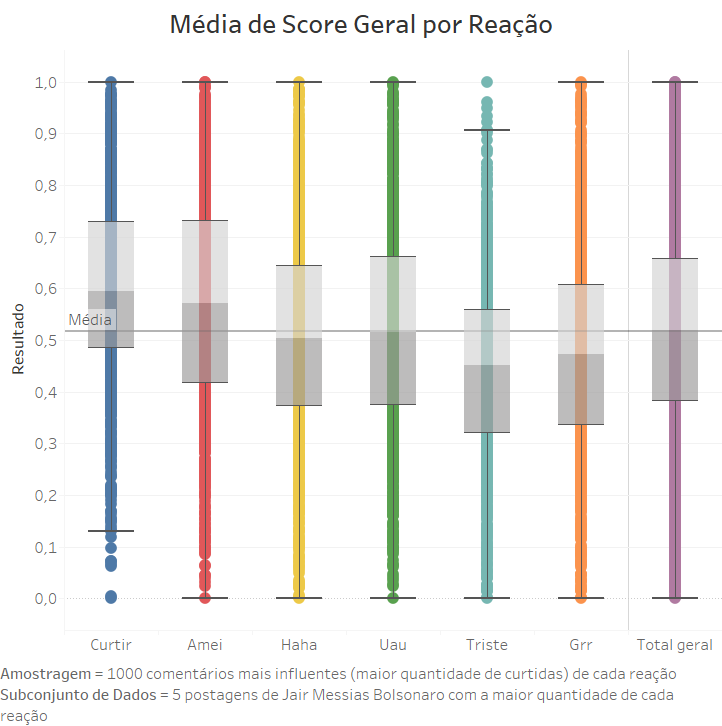 Média de Score Geral por Reação
1,0
0,9
0,8
0,7
0,6
Média
0,5
0,4
0,3
0,2
0,1
0,0
Resultado
Curtir Amei Haha Uau Triste Grr Total geral
Amostragem = 1000 comentários mais influentes (maior quantidade de curtidas) de cada reação
Subconjunto de Dados = 5 postagens de Jair Messias Bolsonaro com a maior quantidade de cada
reação